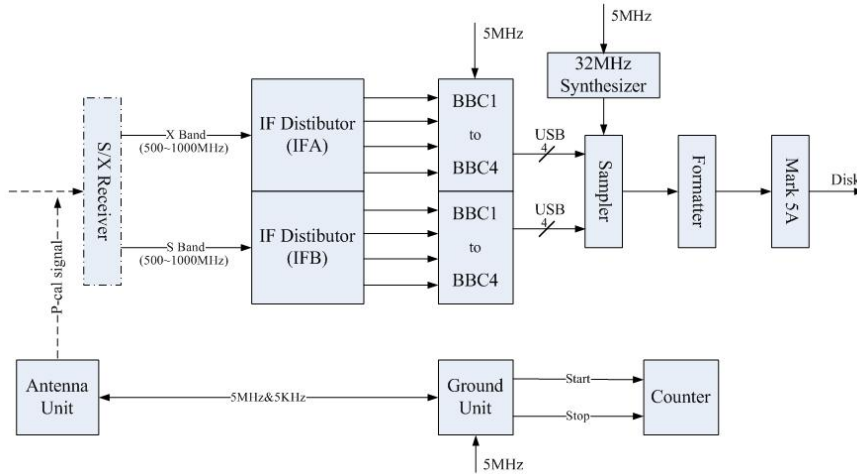 5MHz
5MHz
32MHz
Synthesizer
S/X Receiver
X Band
(500~1000MHz)
IF Distibutor
(IFA)
BBC1
to
BBC4
USB
4
Sampler
Formatter
Mark 5A
Disk
S Band
(500~1000MHz)
IF Distibutor
(IFB)
BBC1
to
BBC4
USB
4
P-cal signal
Antenna
Unit
5MHz&5KHz
Ground
Unit
Start
Stop
Counter
5MHz